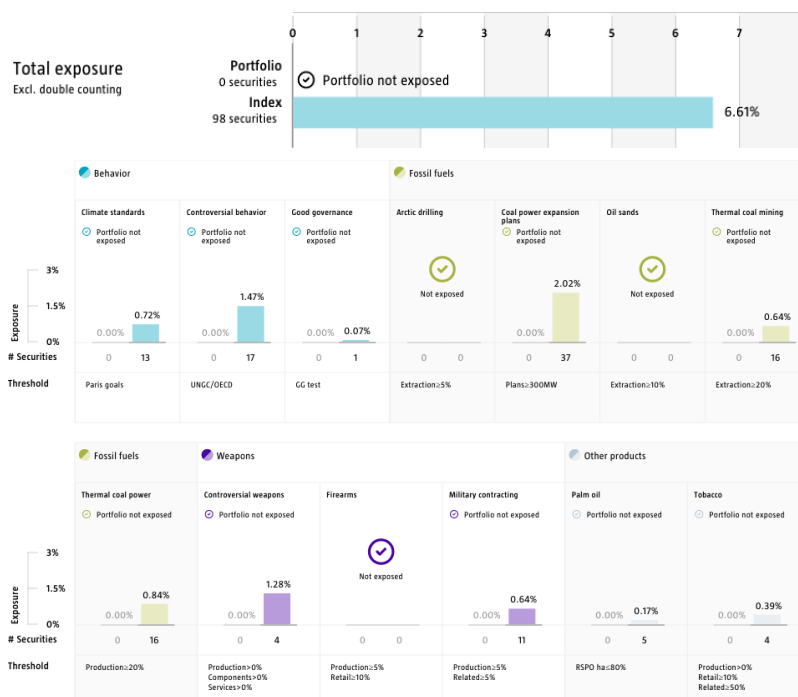 0 1 2 3 4 5 6 7
Total exposure
Excl. double counting
Portfolio
0 securities
Portfolio not exposed
Index
98 securities
6.61%
Behavior
Fossil fuels
Climate standards
Portfolio not
exposed
Controversial behavior
Portfolio not
exposed
Good governance
Portfolio not
exposed
Arctic drilling
Not exposed
Coal power expansion
plans
Portfolio not
exposed
Oil sands
Not exposed
Thermal coal mining
Portfolio not
exposed
Exposure
3%
1.5%
0%
0.00% 0.72%
0.00% 1.47%
0.00% 0.07%
0.00% 2.02%
0.00% 0.64%
# Securities 0 13 0 17 0 1 0 0 0 37 0 0 0 16
Threshold Paris goals UNGC/OECD GG test Extraction≥5% Plans≥300MW Extraction≥10% Extraction≥20%
Fossil fuels
Weapons
Other products
Thermal coal power
Portfolio not exposed
Controversial weapons
Portfolio not exposed
Firearms
Not exposed
Military contracting
Portfolio not exposed
Palm oil
Portfolio not exposed
Tobacco
Portfolio not exposed
Exposure
3%
1.5%
0%
0.00% 0.84%
0.00% 1.28%
0.00% 0.64%
0.00% 0.17%
0.00% 0.39%
# Securities 0 16 0 4 0 0 0 11 0 5 0 4
Threshold
Production≥20%
Production>0%
Components>0%
Services>0%
Production≥5%
Retail≥10%
Production≥5%
Related≥5%
RSPO ha≤80%
Production>0%
Retail≥10%
Related≥50%